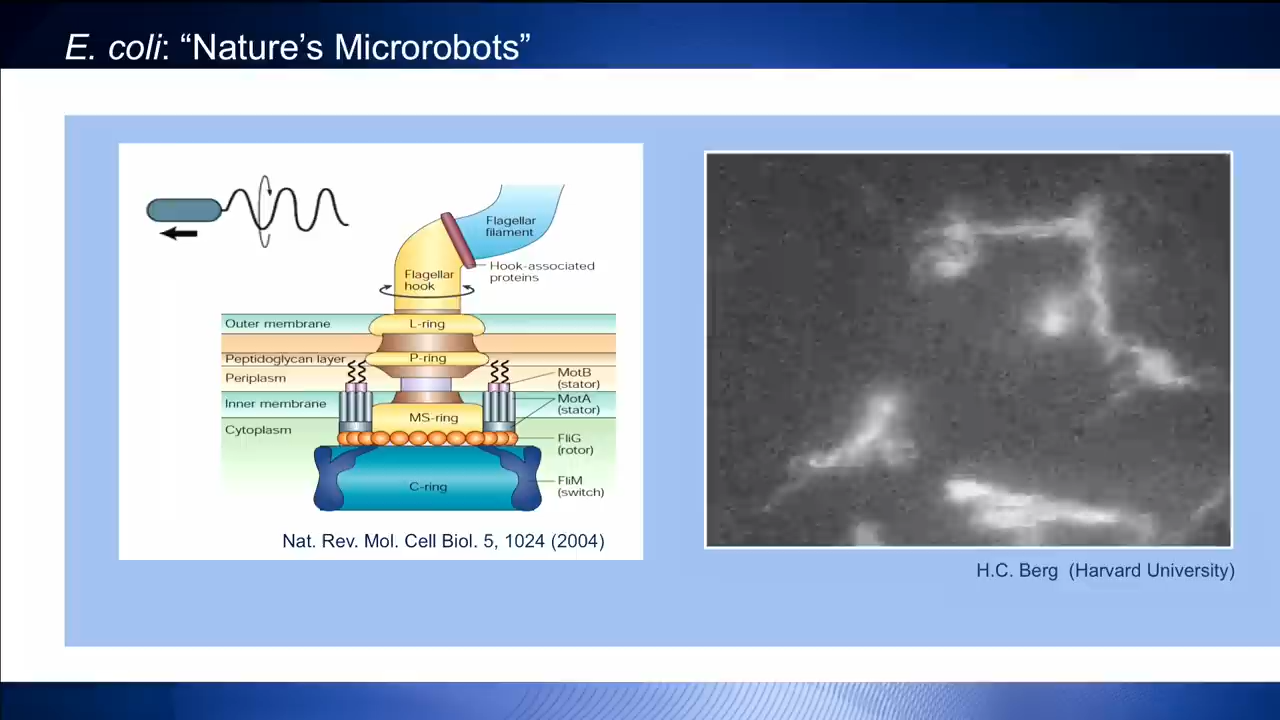 E. coli: “Nature’s Microrobots”
Flagellar
filament
Hook-associated
proteins
Flagellar
hook
Outer membrane
L-ring
Peptidoglycan layer
P-ring
Periplasm
MotB
(stator)
Inner membrane
MotA
(stator)
MS-ring
Cytoplasm
FliG
(rotor)
C-ring
FliM
(switch)
Nat. Rev. Mol. Cell Biol. 5, 1024 (2004)
H.C. Berg (Harvard University)